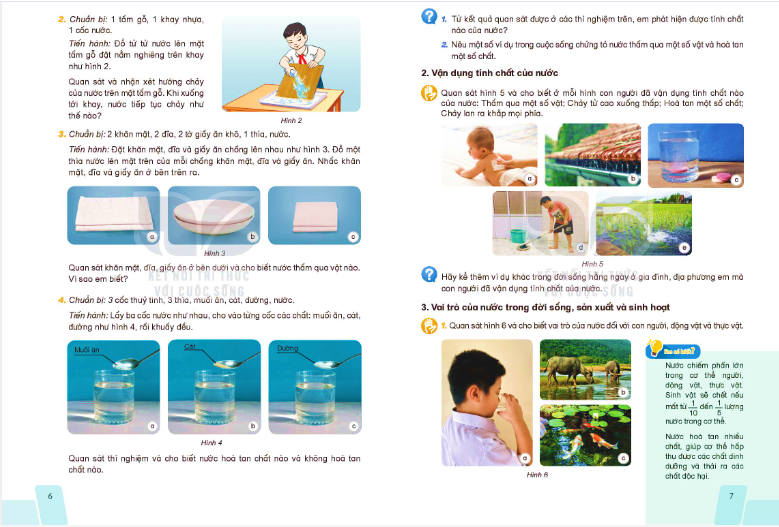 2. Chuẩn bị: 1 tấm gỗ, 1 khay nhựa,
1 cốc nước.
Tiến hành: Đổ từ từ nước lên mặt
tấm gỗ đặt nằm nghiêng trên khay
như hình 2.
Quan sát và nhận xét hướng chảy
của nước trên mặt tấm gỗ. Khi xuống
tới khay, nước tiếp tục chảy như
thế nào?
Hình 2
3. Chuẩn bị: 2 khăn mặt, 2 đĩa, 2 tờ giấy ăn khô, 1 thìa, nước.
Tiến hành: Đặt khăn mặt, đĩa và giấy ăn chồng lên nhau như hình 3. Đổ một
thìa nước lên mặt trên của mỗi chồng khăn mặt, đĩa và giấy ăn. Nhấc khăn
mặt, đĩa và giấy ăn ở bên trên ra.
a
b
c
Hình 3
KẾT NỐI TRI THỨC
VỚI CUỘC SỐNG
Quan sát khăn mặt, đĩa, giấy ăn ở bên dưới và cho biết nước thấm qua vật nào.
Vì sao em biết?
4. Chuẩn bị: 3 cốc thuỷ tinh, 3 thìa, muối ăn, cát, đường, nước.
Tiến hành: Lấy ba cốc nước như nhau, cho vào từng cốc các chất: muối ăn, cát,
đường như hình 4, rồi khuấy đều.
Muối ăn
Cát
Đường
a
b
c
Hình 4
Quan sát thí nghiệm và cho biết nước hoà tan chất nào và không hoà tan
chất nào.
6
? 1. Từ kết quả quan sát được ở các thí nghiệm trên, em phát hiện được tính chất
nào của nước?
2. Nêu một số ví dụ trong cuộc sống chứng tỏ nước thấm qua một số vật và hoà tan
một số chất.
2. Vận dụng tính chất của nước
Quan sát hình 5 và cho biết ở mỗi hình con người đã vận dụng tính chất nào
của nước: Thấm qua một số vật; Chảy từ cao xuống thấp; Hoà tan một số chất;
Chảy lan ra khắp mọi phía.
a
b
c
d
e
Hình 5
KẾT NỐI TRI THỨC
VỚI CUỘC SỐNG
? Hãy kể thêm ví dụ khác trong đời sống hằng ngày ở gia đình, địa phương em mà
con người đã vận dụng tính chất của nước.
3. Vai trò của nước trong đời sống, sản xuất và sinh hoạt
1. Quan sát hình 6 và cho biết vai trò của nước đối với con người, động vật và thực vật.
a
b
c
Hình 6
Em có biết?
Nước chiếm phần lớn
trong cơ thể người,
động vật, thực vật.
Sinh vật sẽ chết nếu
mất từ 1/10 đến 1/5 lượng
nước trong cơ thể.
Nước hoà tan nhiều
chất, giúp cơ thể hấp
thu được các chất dinh
dưỡng và thải ra các
chất độc hại.
7